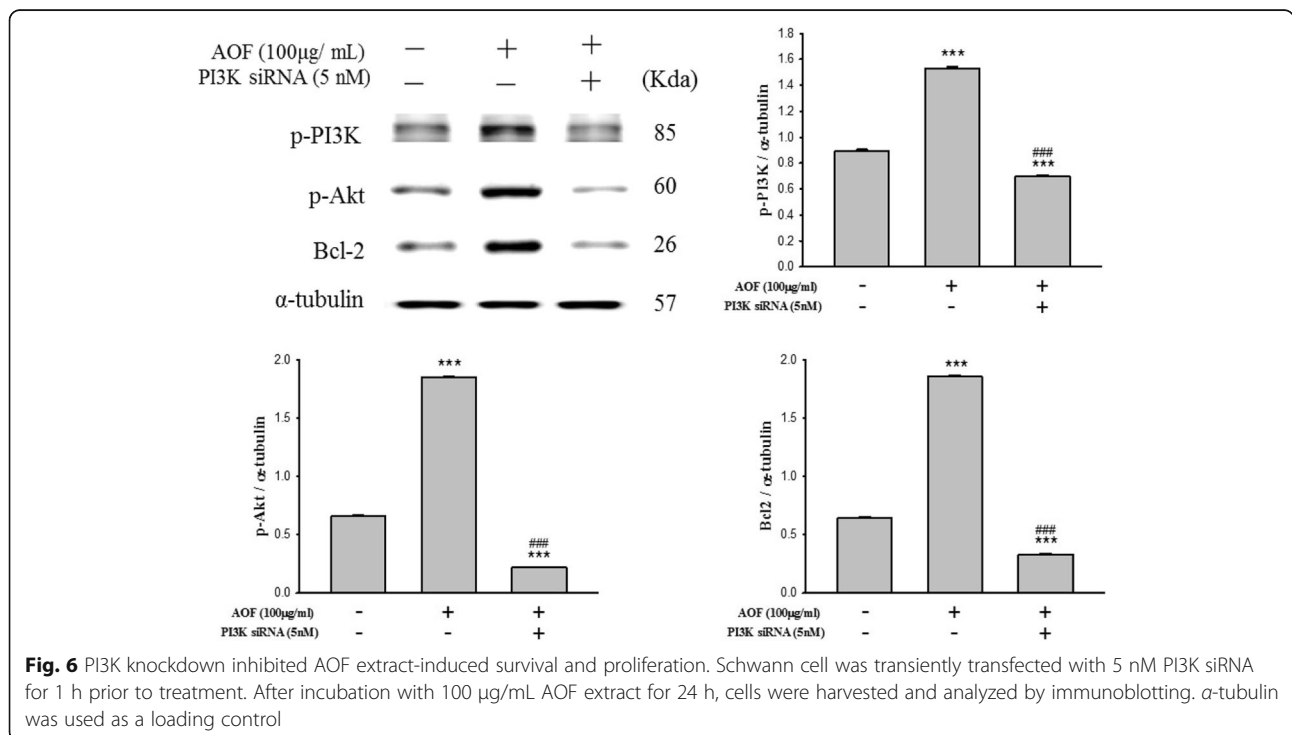 AOF (100μg/ mL) — + +
PI3K siRNA (5 nM) — — + (Kda)
p-PI3K 85
p-Akt 60
Bcl-2 26
α-tubulin 57
p-PI3K / α-tubulin
1.8
1.6
1.4
1.2
1.0
0.8
0.6
0.4
0.2
0.0
***
###
***
AOF (100μg/ml) - + +
PI3K siRNA (5nM) - - +
p-Akt / α-tubulin
2.0
1.5
1.0
0.5
0.0
***
###
***
AOF (100μg/ml) - + +
PI3K siRNA (5nM) - - +
Bcl2 / α-tubulin
2.0
1.5
1.0
0.5
0.0
***
###
***
AOF (100μg/ml) - + +
PI3K siRNA (5nM) - - +
Fig. 6 PI3K knockdown inhibited AOF extract-induced survival and proliferation. Schwann cell was transiently transfected with 5 nM PI3K siRNA
for 1 h prior to treatment. After incubation with 100 μg/mL AOF extract for 24 h, cells were harvested and analyzed by immunoblotting. α-tubulin
was used as a loading control